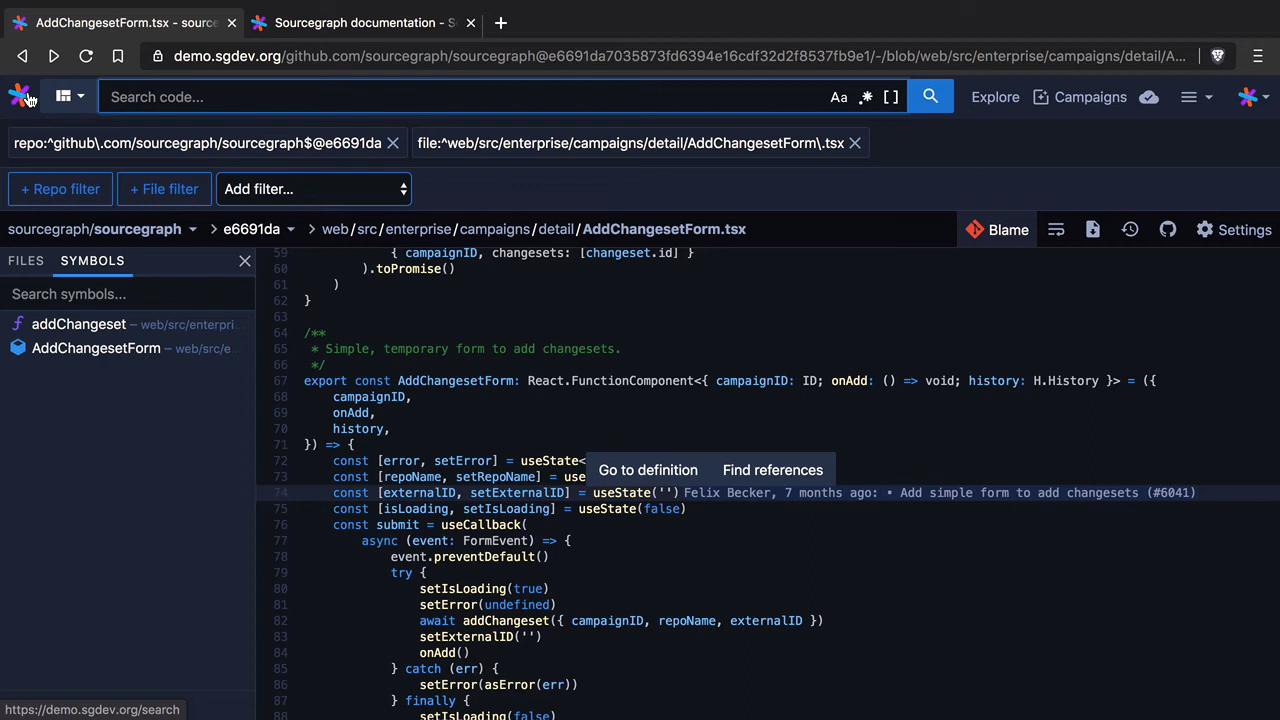 AddChangesetForm.tsx - source
Sourcegraph documentation - S
demo.sgdev.org/github.com/sourcegraph/sourcegraph@e6691da7035873fd6394e16cdf32d2f8537fb9e1/-/blob/web/src/enterprise/campaigns/detail/A...
Search code...
Aa
.*
[]
Explore
Campaigns
repo:^github\.com/sourcegraph/sourcegraph$@e6691da
file:^web/src/enterprise/campaigns/detail/AddChangesetForm\.tsx
+ Repo filter
+ File filter
Add filter...
sourcegraph/sourcegraph > e6691da > web/src/enterprise/campaigns/detail/AddChangesetForm.tsx
Blame
Settings
FILES
SYMBOLS
Search symbols...
addChangeset – web/src/enterpri...
AddChangesetForm – web/src/e...
59 { campaignID, changesets: [changeset.id] }
60 ).toPromise()
61 )
62 }
63
64 /**
65 * Simple, temporary form to add changesets.
66 */
67 export const AddChangesetForm: React.FunctionComponent<{ campaignID: ID; onAdd: () => void; history: H.History }> = ({
68 campaignID,
69 onAdd,
70 history,
71 }) => {
72 const [error, setError] = useState<
73 const [repoName, setRepoName] = use
Go to definition
Find references
74 const [externalID, setExternalID] = useState('') Felix Becker, 7 months ago: • Add simple form to add changesets (#6041)
75 const [isLoading, setIsLoading] = useState(false)
76 const submit = useCallback(
77 async (event: FormEvent) => {
78 event.preventDefault()
79 try {
80 setIsLoading(true)
81 setError(undefined)
82 await addChangeset({ campaignID, repoName, externalID })
83 setExternalID('')
84 onAdd()
85 } catch (err) {
86 setError(asError(err))
87 } finally {
88 setIsLoading(false)
https://demo.sgdev.org/search